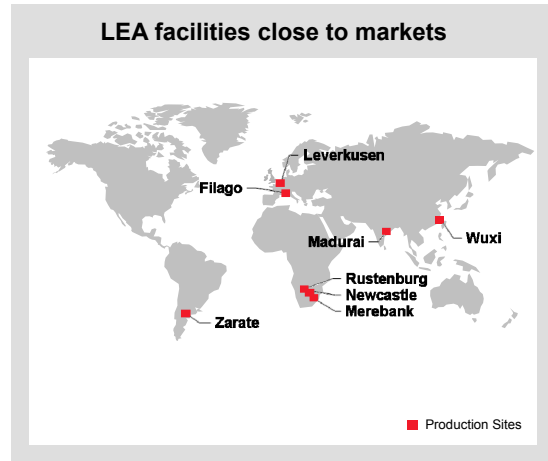 LEA facilities close to markets
Leverkusen
Filago
Madurai
Wuxi
Rustenburg
Newcastle
Merebank
Zarate
Production Sites